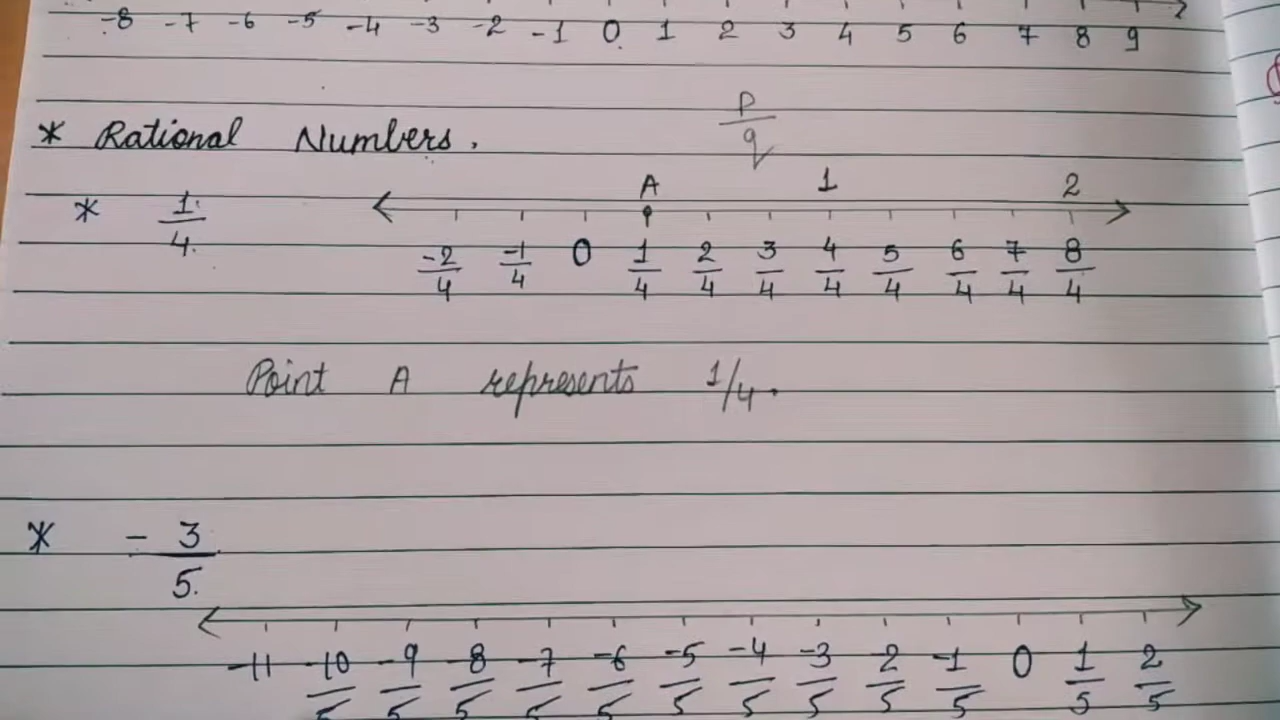 -8 -7 -6 -5 -4 -3 -2 -1 0 1 2 3 4 5 6 7 8 9
* Rational Numbers. p/q
A 1 2
* 1/4 -2/4 -1/4 0 1/4 2/4 3/4 4/4 5/4 6/4 7/4 8/4
Point A represents 1/4.
* - 3/5
-11 -10/5 -9/5 -8/5 -7/5 -6/5 -5/5 -4/5 -3/5 -2/5 -1/5 0 1/5 2/5